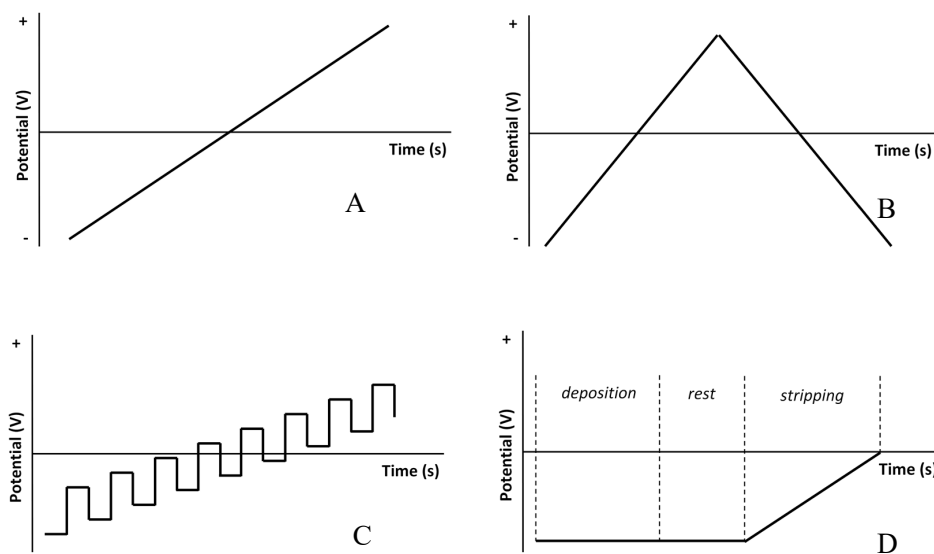 +
Potential (V)
Time (s)
-
A
+
Potential (V)
Time (s)
-
B
+
Potential (V)
Time (s)
C
+
Potential (V)
deposition
rest
stripping
Time (s)
D